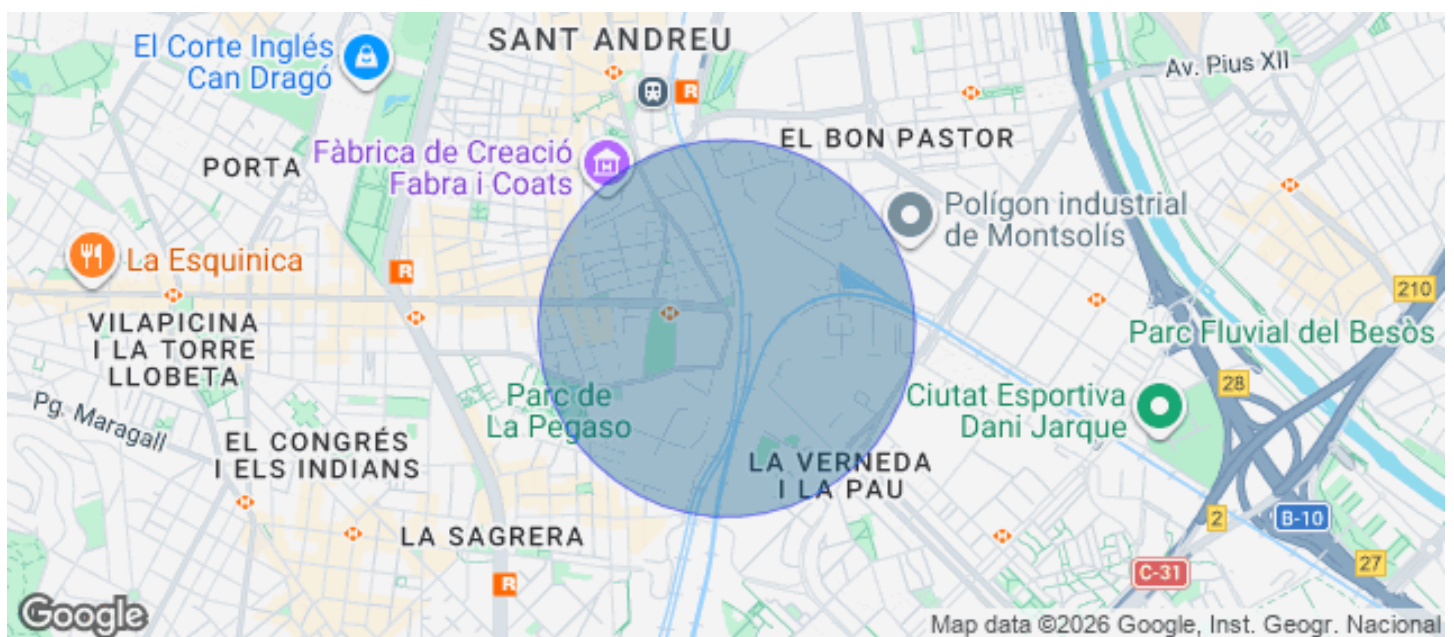 SANT ANDREU
El Corte Inglés
Can Dragó
Av. Pius XII
EL BON PASTOR
Fàbrica de Creació
Fabra i Coats
PORTA
Polígon industrial
de Montsolís
La Esquinica
R
R
210
VILAPICINA
I LA TORRE
LLOBETA
Parc Fluvial del Besòs
28
Ciutat Esportiva
Dani Jarque
Parc de
La Pegaso
Pg. Maragall
EL CONGRÉS
I ELS INDIANS
LA VERNEDA
I LA PAU
2
B-10
LA SAGRERA
27
C-31
R
Google
Map data ©2026 Google, Inst. Geogr. Nacional